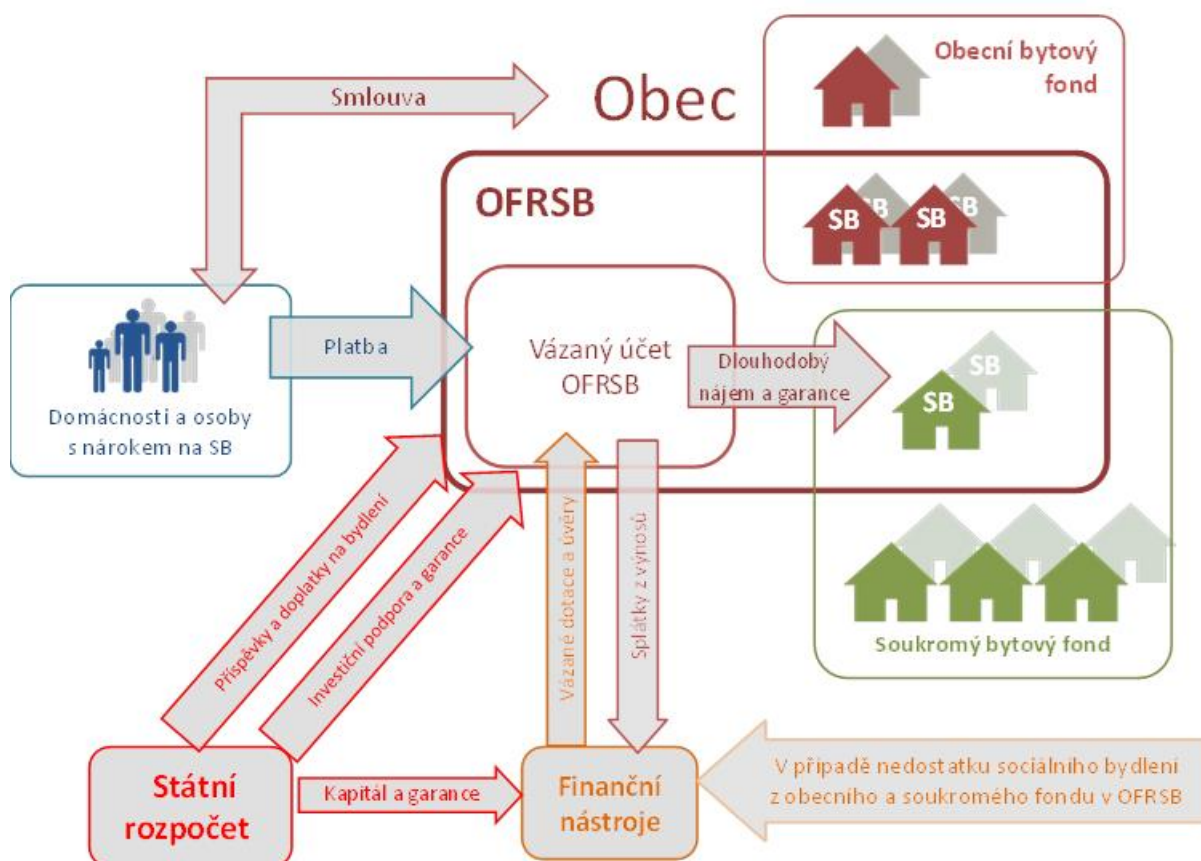 Obecní bytový
fond
Smlouva
Obec
OFRSB
SB
SB
SB
SB
Domácnosti a osoby
s nárokem na SB
Platba
Vázaný účet
OFRSB
Dlouhodobý
nájem a garance
SB
SB
Příspěvky a doplatky na bydlení
Investiční podpora a garance
Vázané dotace a úvěry
Splátky z výnosů
Soukromý bytový fond
Státní
rozpočet
Kapitál a garance
Finanční
nástroje
V případě nedostatku sociálního bydlení
z obecního a soukromého fondu v OFRSB